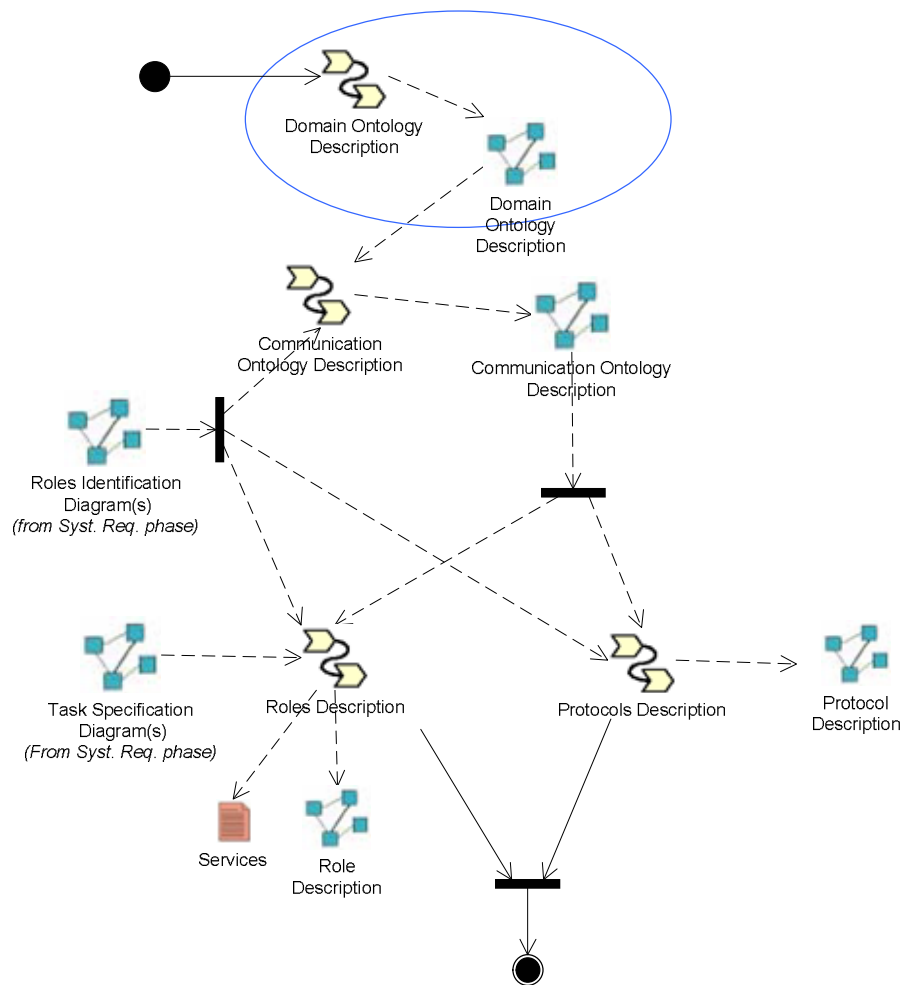 Domain Ontology
Description
Domain
Ontology
Description
Communication
Ontology Description
Communication Ontology
Description
Roles Identification
Diagram(s)
(from Syst. Req. phase)
Task Specification
Diagram(s)
(From Syst. Req. phase)
Roles Description
Protocols Description
Protocol
Description
Services
Role
Description